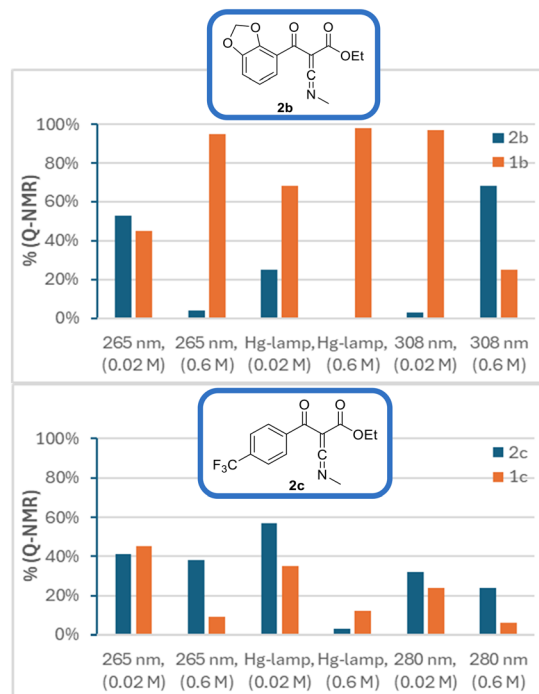 O
O
O
O
OEt
C
N
2b
100%
80%
60%
40%
20%
0%
% (Q-NMR)
2b
1b
265 nm, (0.02 M)
265 nm, (0.6 M)
Hg-lamp, (0.02 M)
Hg-lamp, (0.6 M)
308 nm, (0.02 M)
308 nm (0.6 M)
O
O
OEt
F₃C
C
N
2c
100%
80%
60%
40%
20%
0%
% (Q-NMR)
2c
1c
265 nm, (0.02 M)
265 nm, (0.6 M)
Hg-lamp, (0.02 M)
Hg-lamp, (0.6 M)
280 nm, (0.02 M)
280 nm (0.6 M)